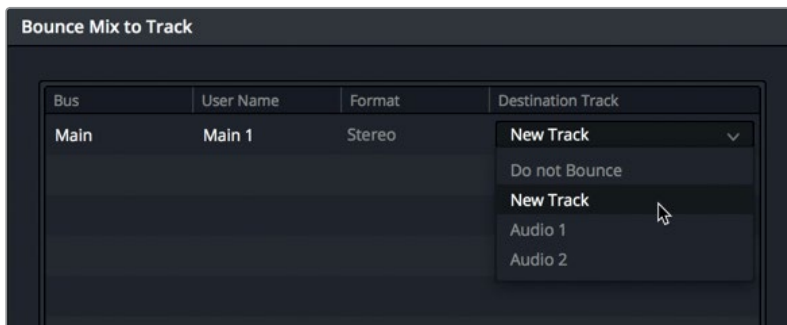 Bounce Mix to Track
Bus User Name Format Destination Track
Main Main 1 Stereo New Track
Do not Bounce
New Track
Audio 1
Audio 2